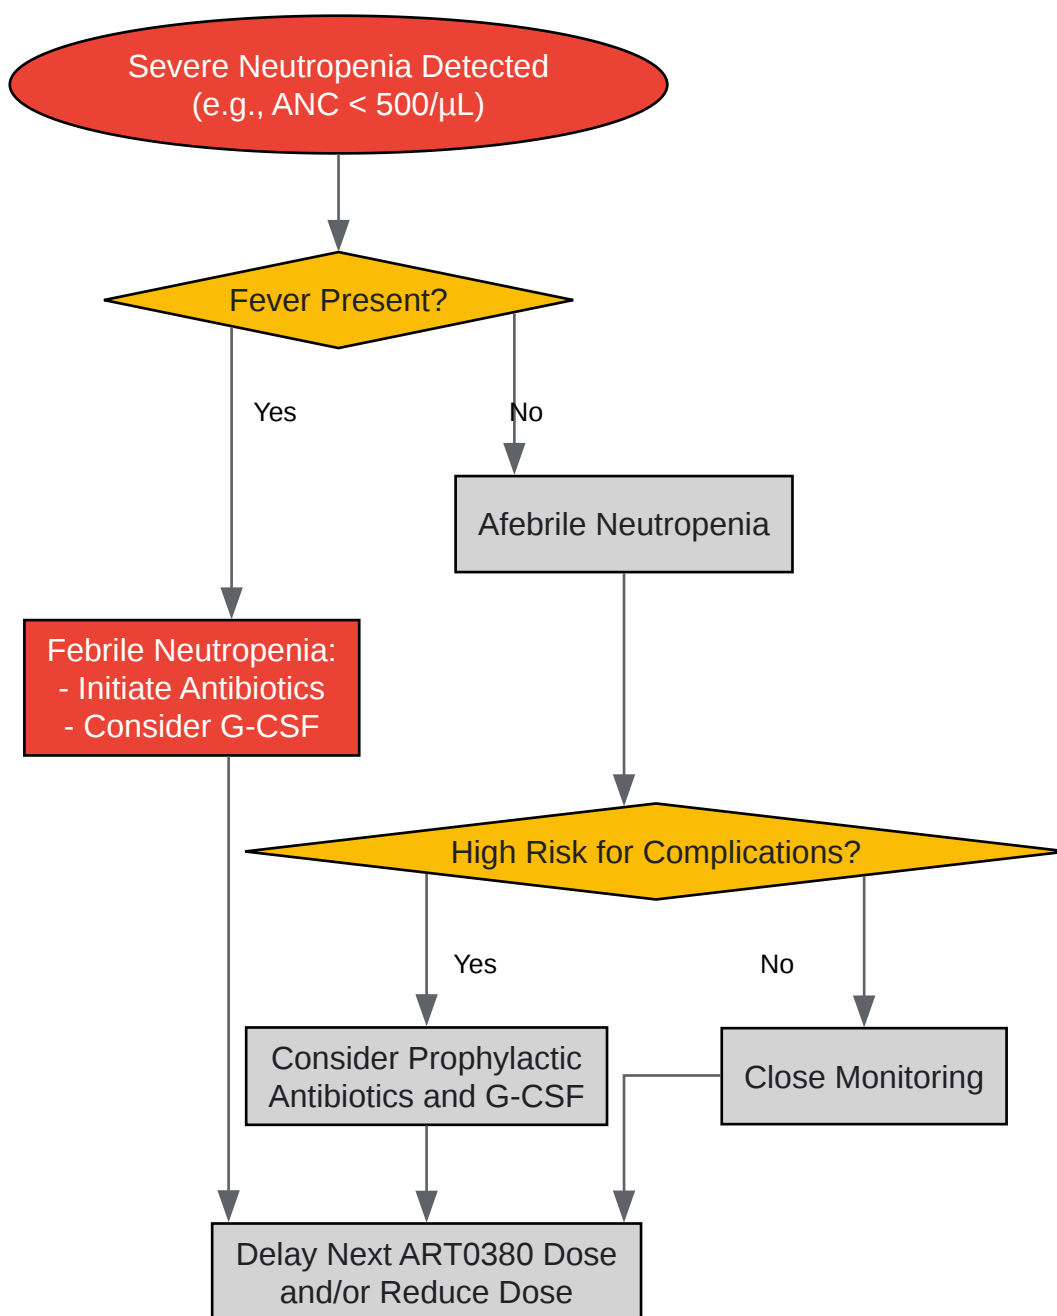 Severe Neutropenia Detected
(e.g., ANC < 500/µL)
Fever Present?
Yes
No
Afebrile Neutropenia
Febrile Neutropenia:
- Initiate Antibiotics
- Consider G-CSF
High Risk for Complications?
Yes
No
Consider Prophylactic
Antibiotics and G-CSF
Close Monitoring
Delay Next ART0380 Dose
and/or Reduce Dose